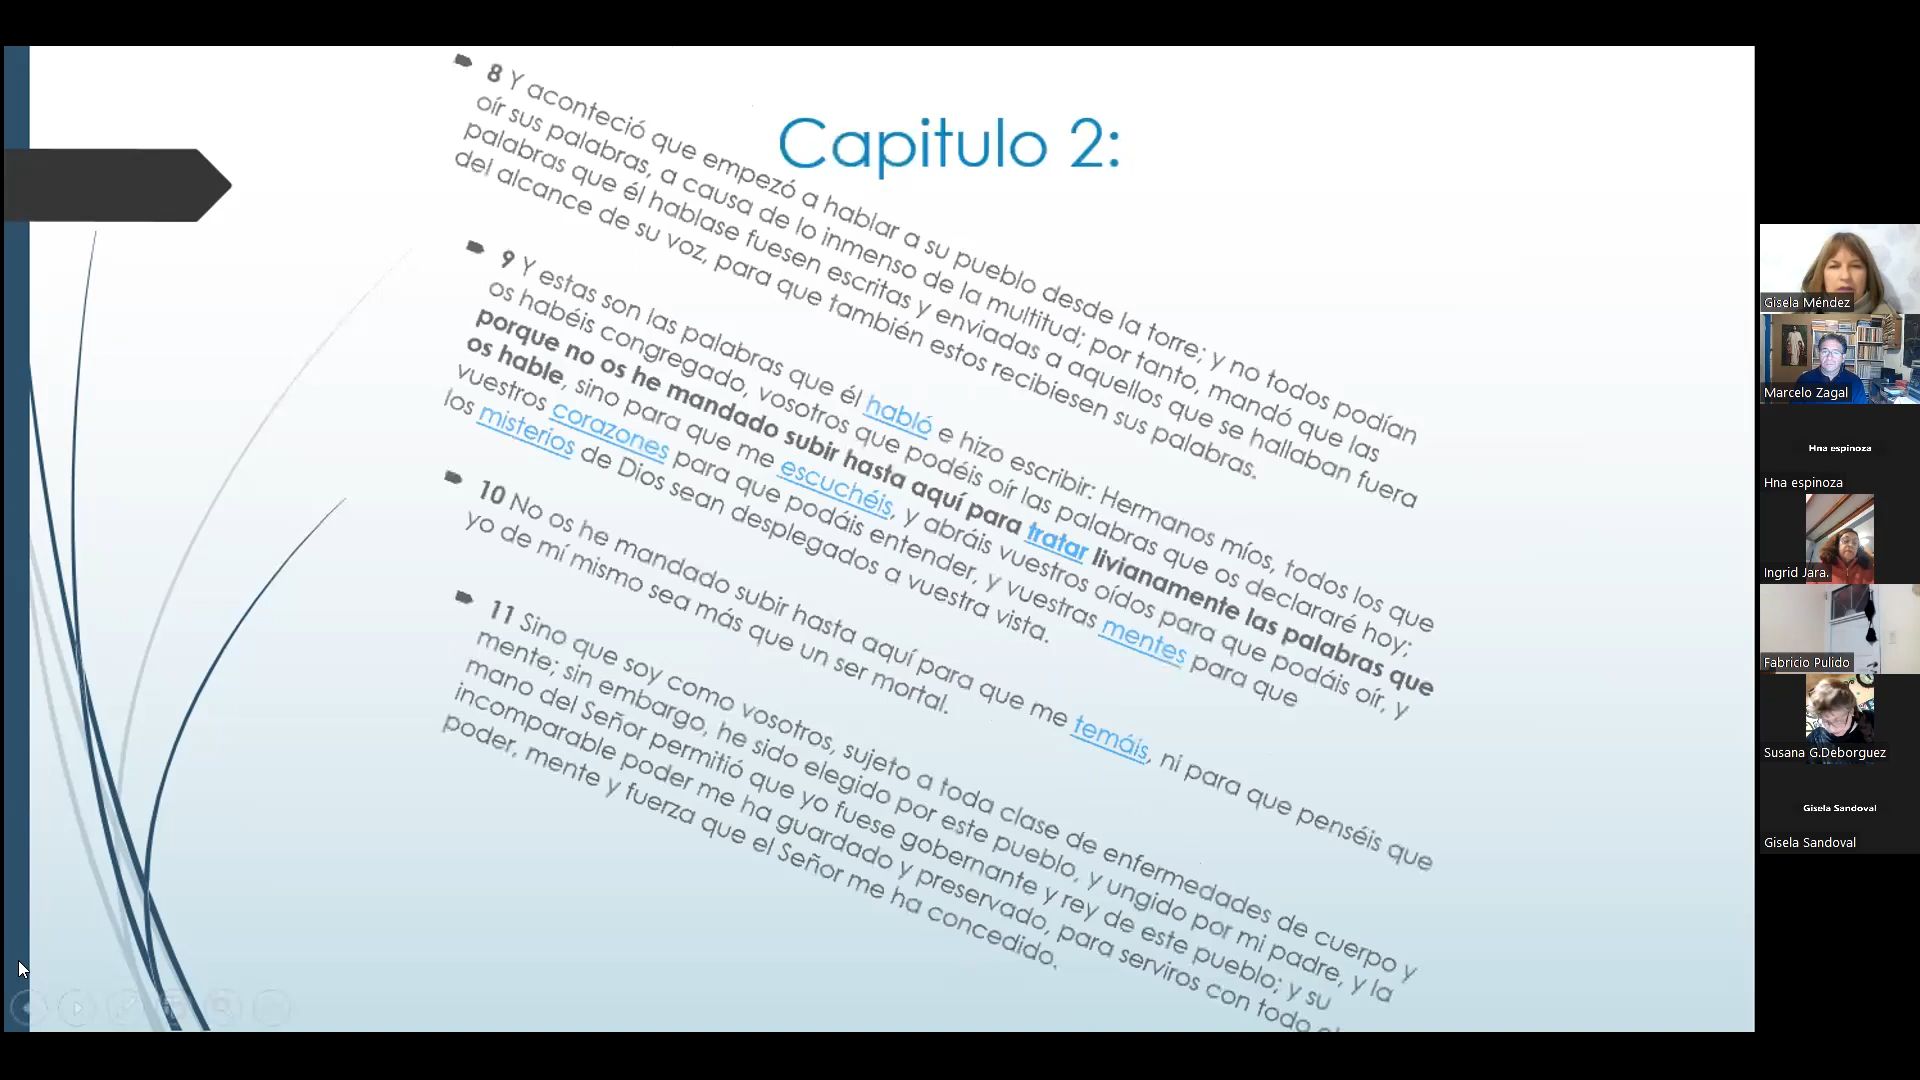 Capitulo 2:
8 Y aconteció que empezó a hablar a su pueblo desde la torre; y no todos podían
oír sus palabras, a causa de lo inmenso de la multitud; por tanto, mandó que las
palabras que él hablase fuesen escritas y enviadas a aquellos que se hallaban fuera
del alcance de su voz, para que también estos recibiesen sus palabras.
9 Y estas son las palabras que él habló e hizo escribir: Hermanos míos, todos los que
os habéis congregado, vosotros que podéis oír las palabras que os declararé hoy;
porque no os he mandado subir hasta aquí para tratar livianamente las palabras que
os hable, sino para que me escuchéis, y abráis vuestros oídos para que podáis oír, y
vuestros corazones para que podáis entender, y vuestras mentes para que
los misterios de Dios sean desplegados a vuestra vista.
10 No os he mandado subir hasta aquí para que me temáis, ni para que penséis que
yo de mí mismo sea más que un ser mortal.
11 Sino que soy como vosotros, sujeto a toda clase de enfermedades de cuerpo y
mente; sin embargo, he sido elegido por este pueblo, y ungido por mi padre, y la
mano del Señor permitió que yo fuese gobernante y rey de este pueblo; y su
incomparable poder me ha guardado y preservado, para serviros con todo el
poder, mente y fuerza que el Señor me ha concedido.
Gisela Méndez
Marcelo Zagal
Hna espinoza
Hna espinoza
Ingrid Jara.
Fabricio Pulido
Susana G.Deborguez
Gisela Sandoval
Gisela Sandoval